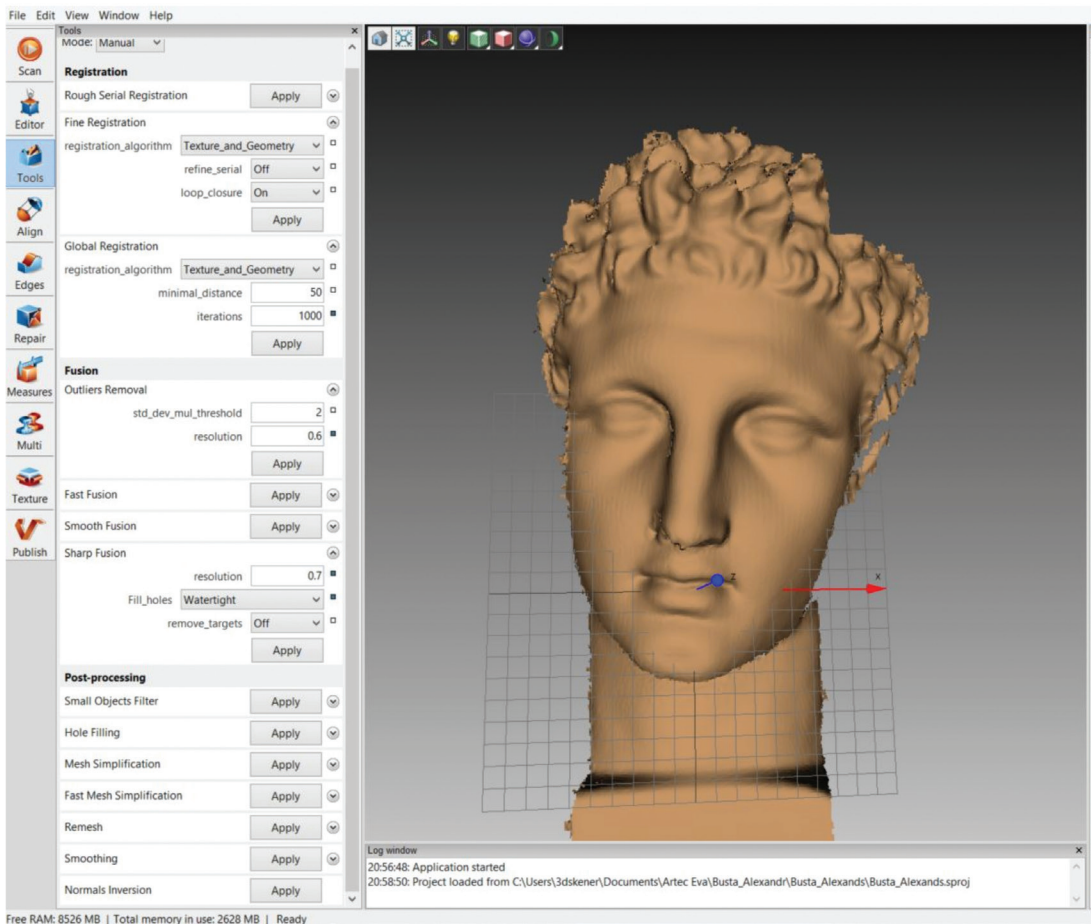 File Edit View Window Help
Tools
Mode: Manual
Scan
Editor
Tools
Align
Edges
Repair
Measures
Multi
Texture
Publish
Registration
Rough Serial Registration Apply
Fine Registration
registration_algorithm Texture_and_Geometry
refine_serial Off
loop_closure On
Apply
Global Registration
registration_algorithm Texture_and_Geometry
minimal_distance 50
iterations 1000
Apply
Fusion
Outliers Removal
std_dev_mul_threshold 2
resolution 0.6
Apply
Fast Fusion Apply
Smooth Fusion Apply
Sharp Fusion
resolution 0.7
Fill_holes Watertight
remove_targets Off
Apply
Post-processing
Small Objects Filter Apply
Hole Filling Apply
Mesh Simplification Apply
Fast Mesh Simplification Apply
Remesh Apply
Smoothing Apply
Normals Inversion Apply
z
x
Log window
20:56:48: Application started
20:58:50: Project loaded from C:\Users\3dskener\Documents\Artec Eva\Busta_Alexandr\Busta_Alexands\Busta_Alexands.sproj
Free RAM: 8526 MB | Total memory in use: 2628 MB | Ready